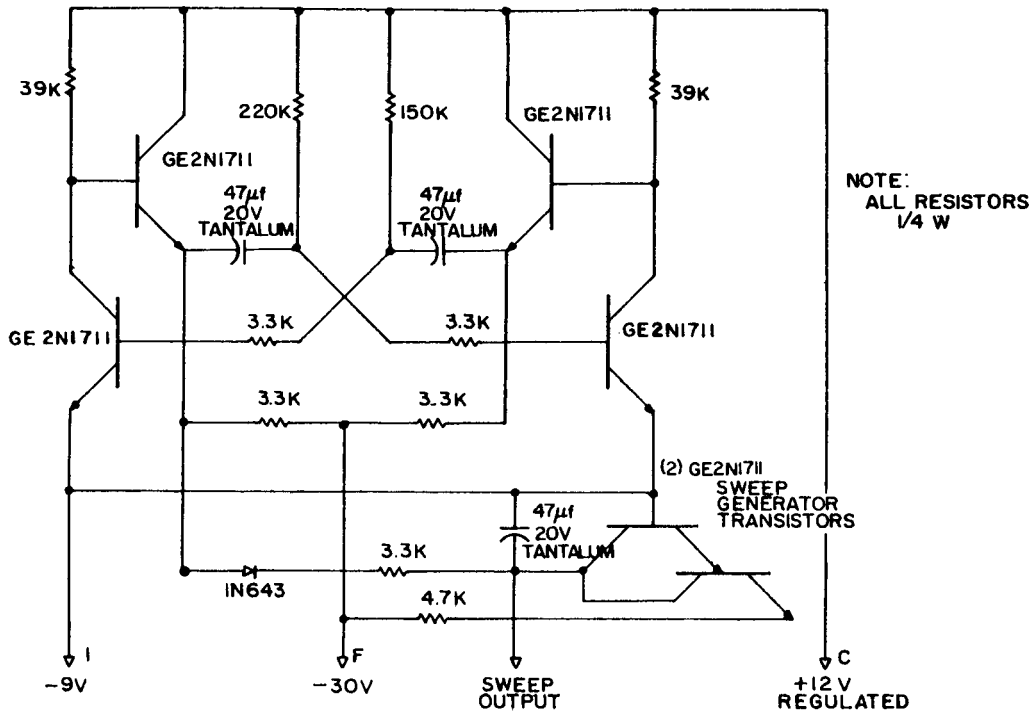 39K
220K
150K
GE2N1711
39K
GE2N1711
47µf
20V
TANTALUM
47µf
20V
TANTALUM
NOTE:
ALL RESISTORS
1/4 W
GE 2N1711
3.3K
3.3K
GE2N1711
3.3K
3.3K
(2) GE2N1711
SWEEP
GENERATOR
TRANSISTORS
47µf
20V
TANTALUM
3.3K
IN643
4.7K
I
F
C
-9V
-30V
SWEEP
OUTPUT
+12V
REGULATED